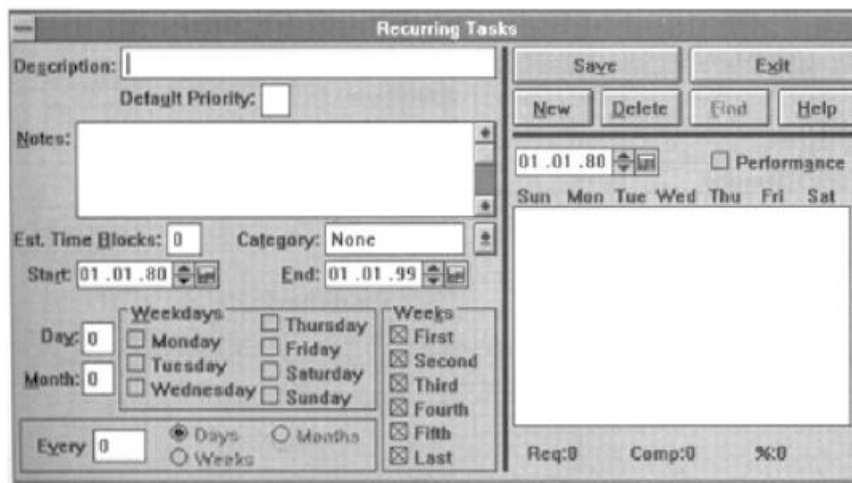 Recurring Tasks
Description:
Default Priority:
Notes:
Est. Time Blocks: 0 Category: None
Start: 01.01.80 End: 01.01.99
Day: 0
Month: 0
Weekdays
Monday
Tuesday
Wednesday
Thursday
Friday
Saturday
Sunday
Weeks
First
Second
Third
Fourth
Fifth
Last
Every 0 Days Months
Weeks
Save Exit
New Delete Find Help
01.01.80 Performance
Sun Mon Tue Wed Thu Fri Sat
Req:0 Comp:0 %:0